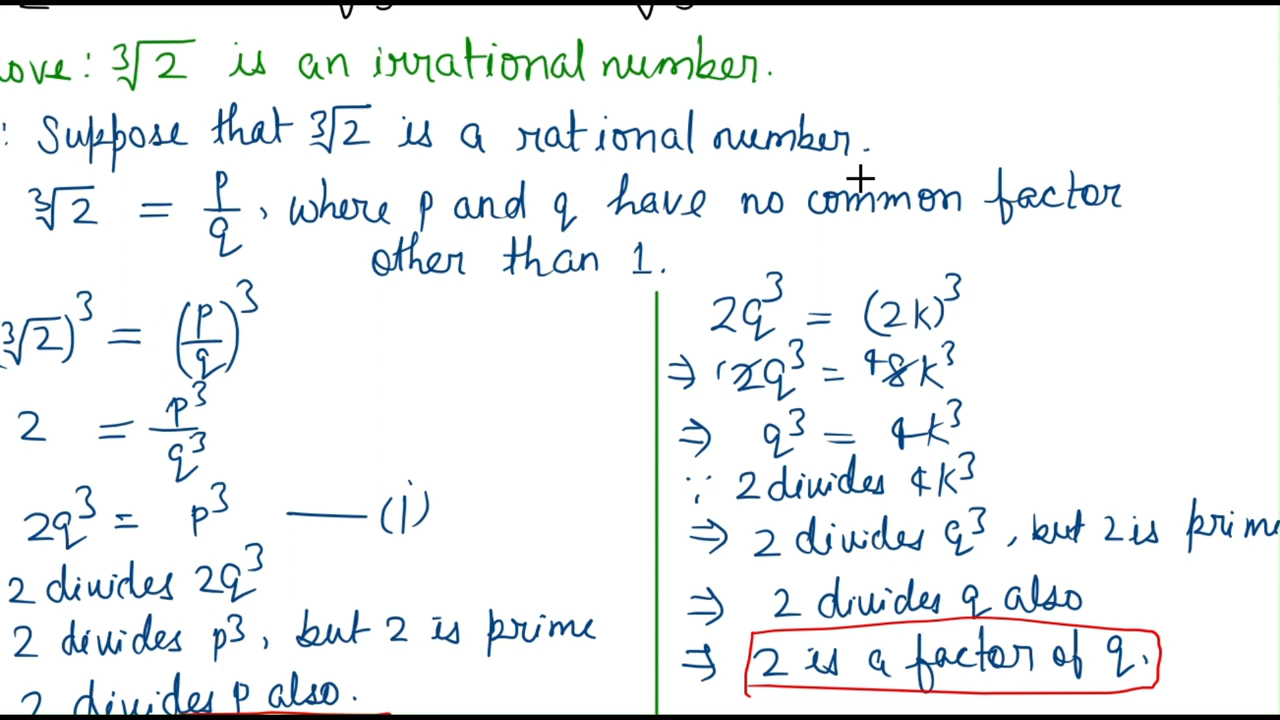 ove: ∛2 is an irrational number.
: Suppose that ∛2 is a rational number.
∛2 = p/q, where p and q have no common factor
other than 1.
∛2)³ = (p/q)³
2 = p³/q³
2q³ = p³ —— (i)
2 divides 2q³
2 divides p³, but 2 is prime
2 divides p also.
2q³ = (2k)³
⇒ 2q³ = 48k³
⇒ q³ = 4k³
∵ 2 divides 4k³
⇒ 2 divides q³, but 2 is prime
⇒ 2 divides q also
⇒ 2 is a factor of q.